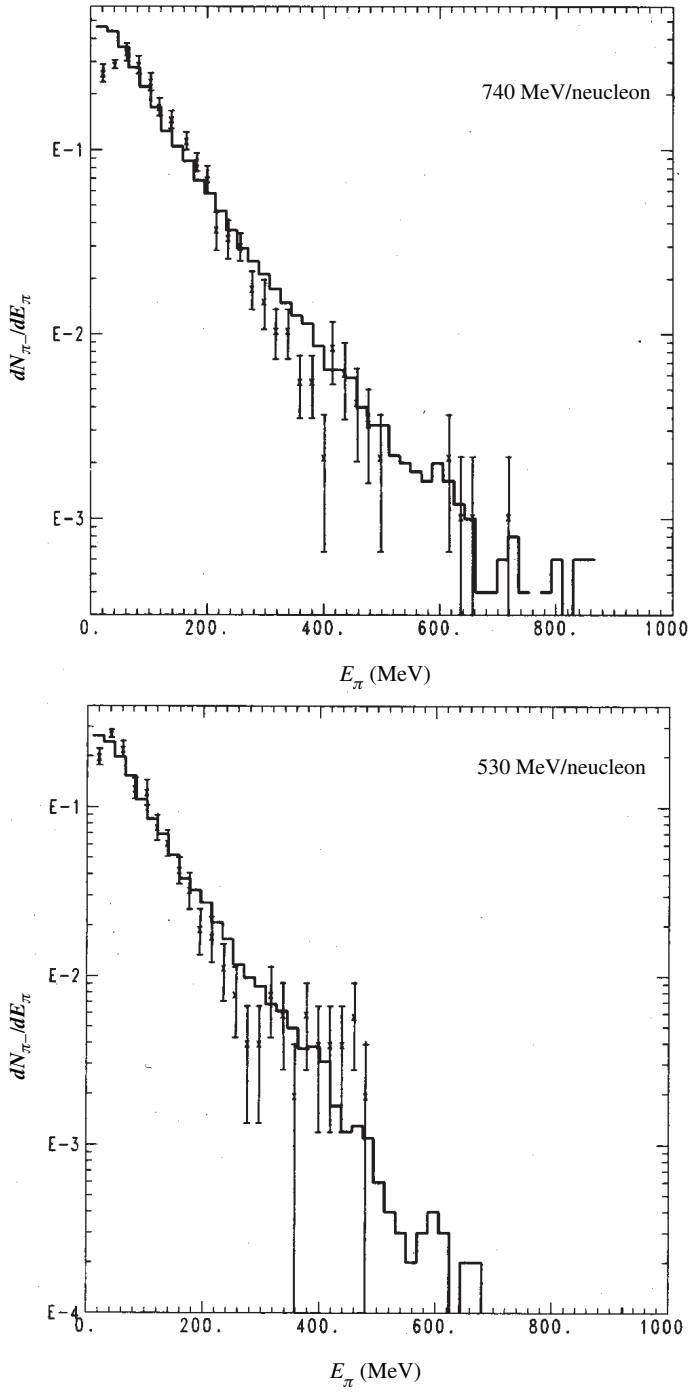 740 MeV/neucleon
E-1
E-2
E-3
dN_π−/dE_π
0. 200. 400. 600. 800. 1000
E_π (MeV)
530 MeV/neucleon
E-1
E-2
E-3
E-4
dN_π−/dE_π
0. 200. 400. 600. 800. 1000
E_π (MeV)